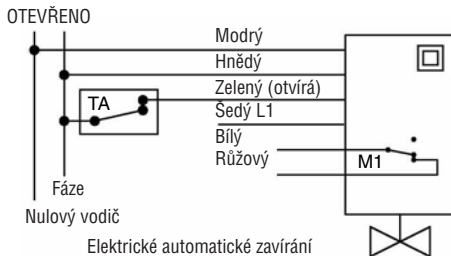 OTEVŘENO
Modrý
Hnědý
Zelený (otvírá)
TA
Šedý L1
Bílý
Růžový
M1
Fáze
Nulový vodič
Elektrické automatické zavírání